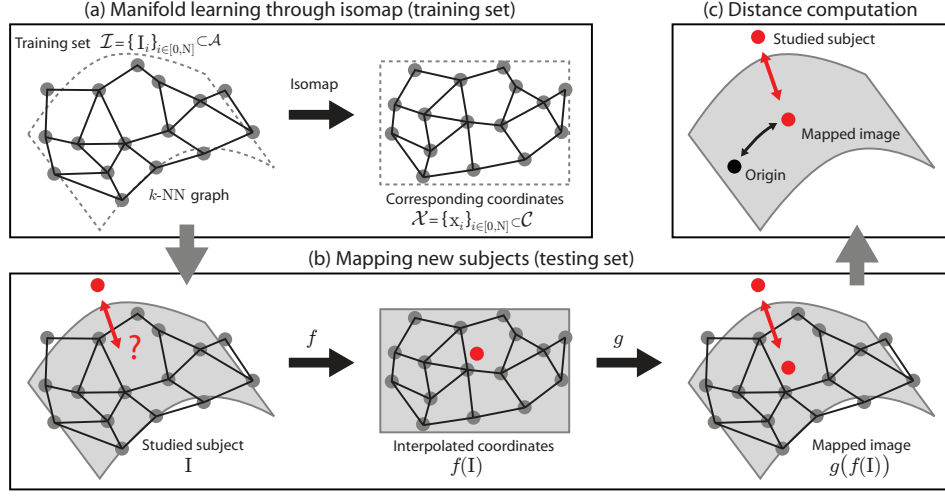 (a) Manifold learning through isomap (training set)
Training set 𝓘={I_i}_{i∈[0,N]}⊂𝒜
Isomap
k-NN graph
Corresponding coordinates
𝒳={x_i}_{i∈[0,N]}⊂𝒞
(c) Distance computation
Studied subject
Mapped image
Origin
(b) Mapping new subjects (testing set)
?
Studied subject
I
f
Interpolated coordinates
f(I)
g
Mapped image
g(f(I))